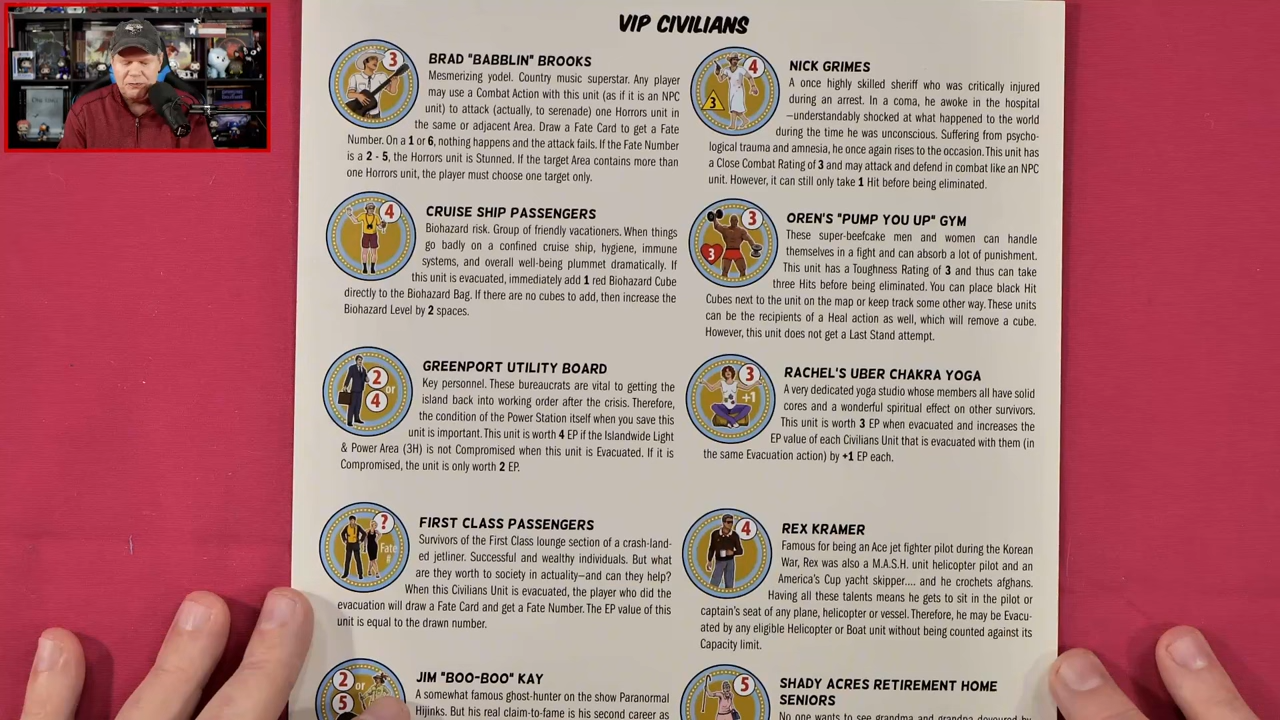 VIP CIVILIANS
3
BRAD "BABBLIN" BROOKS
Mesmerizing yodel. Country music superstar. Any player
may use a Combat Action with this unit (as if it is an NPC
unit) to attack (actually, to serenade) one Horrors unit in
the same or adjacent Area. Draw a Fate Card to get a Fate
Number. On a 1 or 6, nothing happens and the attack fails. If the Fate Number
is a 2 - 5, the Horrors unit is Stunned. If the target Area contains more than
one Horrors unit, the player must choose one target only.
4
CRUISE SHIP PASSENGERS
Biohazard risk. Group of friendly vacationers. When things
go badly on a confined cruise ship, hygiene, immune
systems, and overall well-being plummet dramatically. If
this unit is evacuated, immediately add 1 red Biohazard Cube
directly to the Biohazard Bag. If there are no cubes to add, then increase the
Biohazard Level by 2 spaces.
2
or
4
GREENPORT UTILITY BOARD
Key personnel. These bureaucrats are vital to getting the
island back into working order after the crisis. Therefore,
the condition of the Power Station itself when you save this
unit is important. This unit is worth 4 EP if the Islandwide Light
& Power Area (3H) is not Compromised when this unit is Evacuated. If it is
Compromised, the unit is only worth 2 EP.
?
Fate
#
FIRST CLASS PASSENGERS
Survivors of the First Class lounge section of a crash-land-
ed jetliner. Successful and wealthy individuals. But what
are they worth to society in actuality—and can they help?
When this Civilians Unit is evacuated, the player who did the
evacuation will draw a Fate Card and get a Fate Number. The EP value of this
unit is equal to the drawn number.
2
or
5
JIM "BOO-BOO" KAY
A somewhat famous ghost-hunter on the show Paranormal
Hijinks. But his real claim-to-fame is his second career as
4
3
NICK GRIMES
A once highly skilled sheriff who was critically injured
during an arrest. In a coma, he awoke in the hospital
—understandably shocked at what happened to the world
during the time he was unconscious. Suffering from psycho-
logical trauma and amnesia, he once again rises to the occasion. This unit has
a Close Combat Rating of 3 and may attack and defend in combat like an NPC
unit. However, it can still only take 1 Hit before being eliminated.
3
3
OREN'S "PUMP YOU UP" GYM
These super-beefcake men and women can handle
themselves in a fight and can absorb a lot of punishment.
This unit has a Toughness Rating of 3 and thus can take
three Hits before being eliminated. You can place black Hit
Cubes next to the unit on the map or keep track some other way. These units
can be the recipients of a Heal action as well, which will remove a cube.
However, this unit does not get a Last Stand attempt.
3
+1
RACHEL'S UBER CHAKRA YOGA
A very dedicated yoga studio whose members all have solid
cores and a wonderful spiritual effect on other survivors.
This unit is worth 3 EP when evacuated and increases the
EP value of each Civilians Unit that is evacuated with them (in
the same Evacuation action) by +1 EP each.
4
REX KRAMER
Famous for being an Ace jet fighter pilot during the Korean
War, Rex was also a M.A.S.H. unit helicopter pilot and an
America's Cup yacht skipper.... and he crochets afghans.
Having all these talents means he gets to sit in the pilot or
captain's seat of any plane, helicopter or vessel. Therefore, he may be Evacu-
ated by any eligible Helicopter or Boat unit without being counted against its
Capacity limit.
5
SHADY ACRES RETIREMENT HOME
SENIORS
No one wants to see grandma and grandpa devoured by